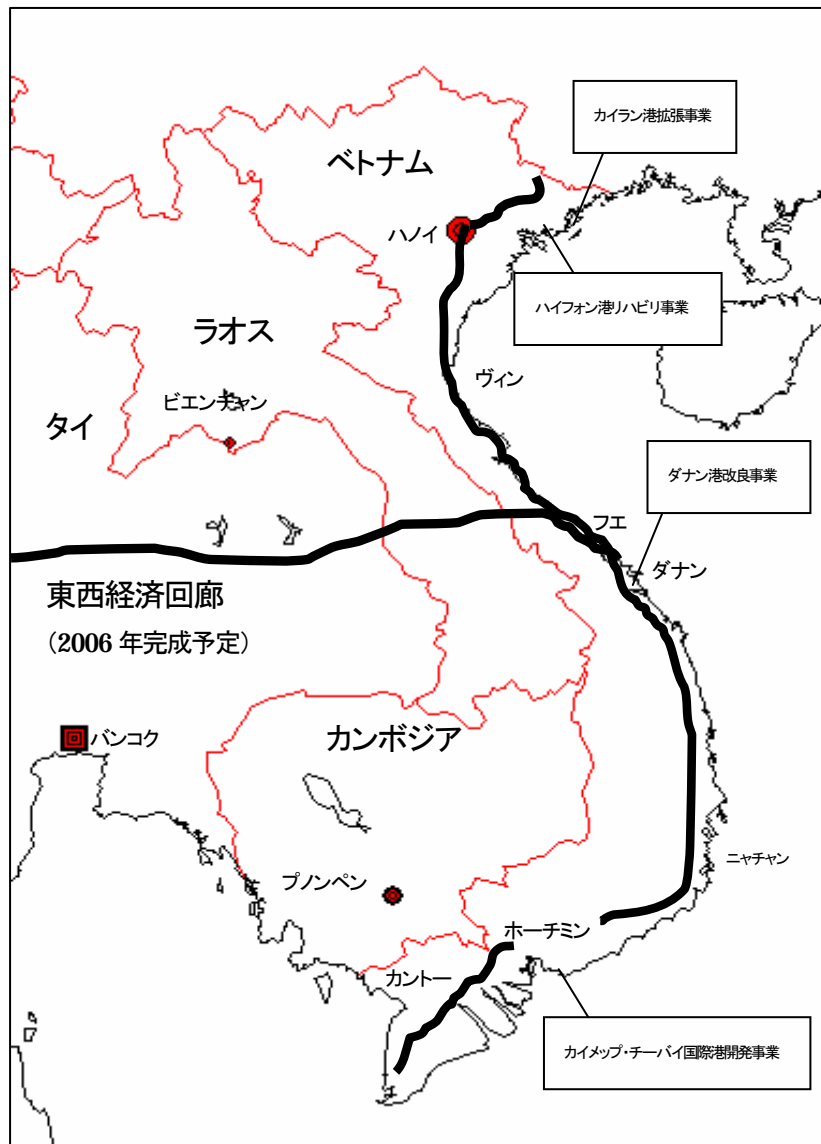 カイラン港拡張事業
ベトナム
ハノイ
ハイフォン港リハビリ事業
ラオス
ヴィン
ビエンチャン
タイ
ダナン港改良事業
フエ
ダナン
東西経済回廊
(2006 年完成予定)
バンコク
カンボジア
ニャチャン
プノンペン
ホーチミン
カントー
カイメップ・チーバイ国際港開発事業